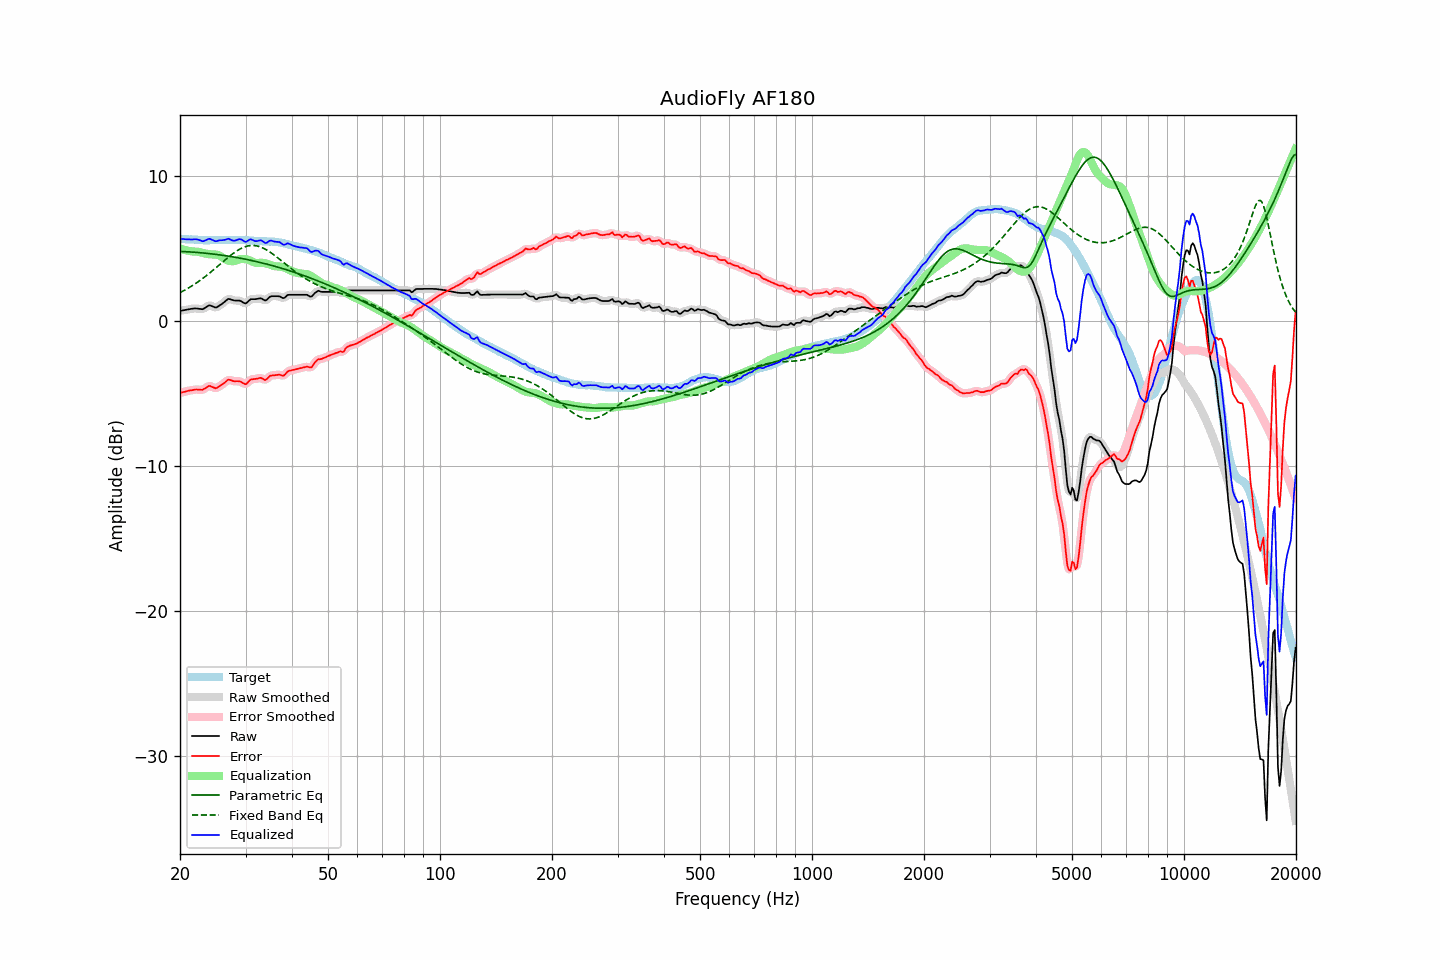 AudioFly AF180
Amplitude (dBr)
10
0
−10
−20
−30
Target
Raw Smoothed
Error Smoothed
Raw
Error
Equalization
Parametric Eq
Fixed Band Eq
Equalized
20 50 100 200 500 1000 2000 5000 10000 20000
Frequency (Hz)